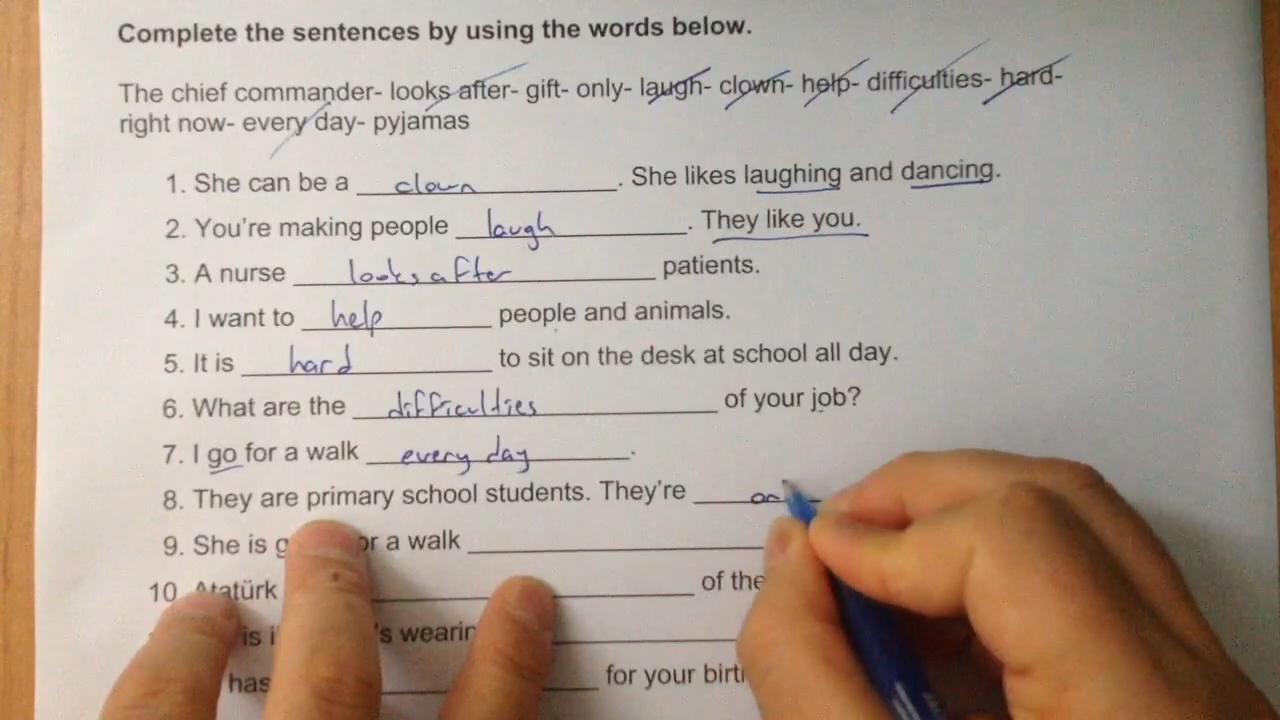 Complete the sentences by using the words below.
The chief commander- looks after- gift- only- laugh- clown- help- difficulties- hard-
right now- every day- pyjamas
1. She can be a clown. She likes laughing and dancing.
2. You're making people laugh. They like you.
3. A nurse looks after patients.
4. I want to help people and animals.
5. It is hard to sit on the desk at school all day.
6. What are the difficulties of your job?
7. I go for a walk every day.
8. They are primary school students. They're on
9. She is a walk
10. Atatürk of the
is wearin
has for your birt